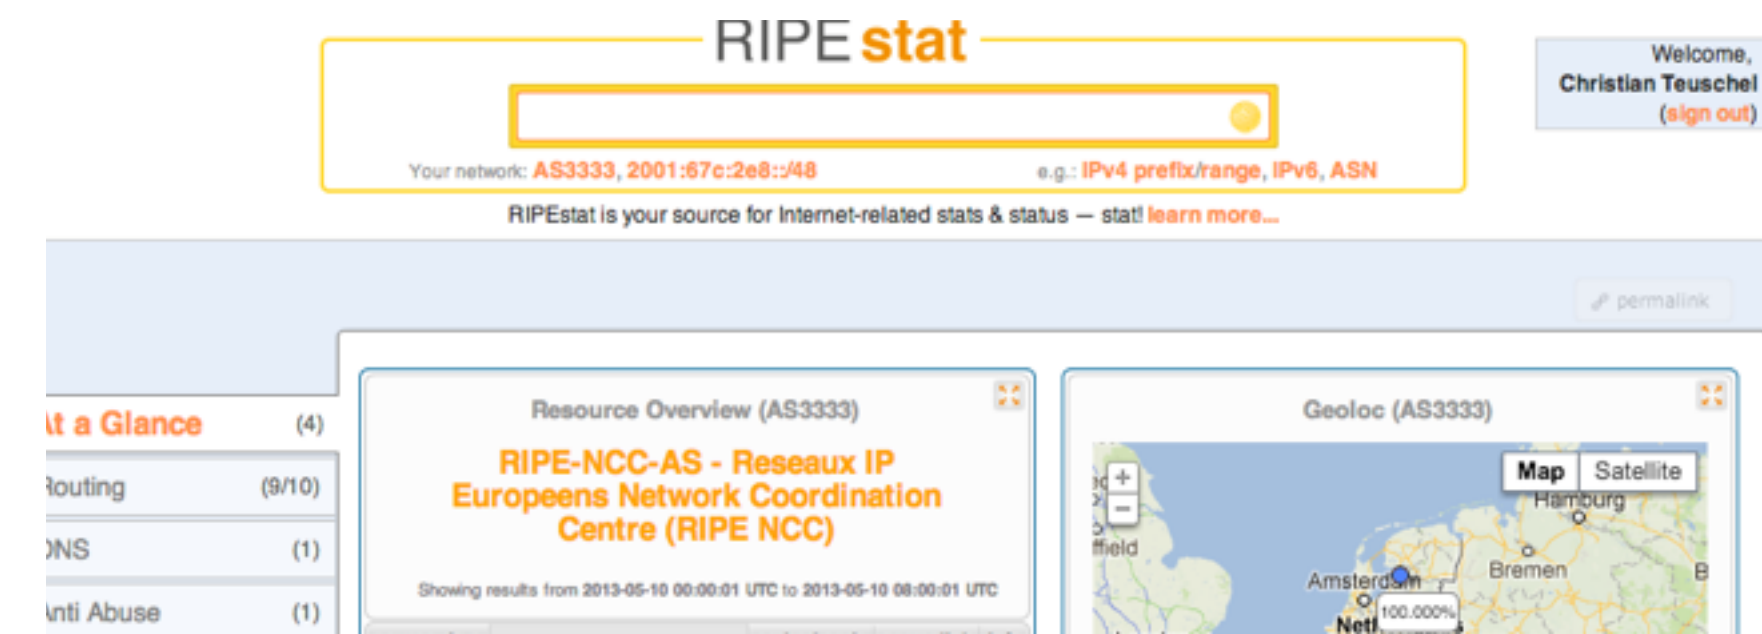 RIPE stat
Welcome,
Christian Teuschel
(sign out)
Your network: AS3333, 2001:67c:2e8::/48
e.g.: IPv4 prefix/range, IPv6, ASN
RIPEstat is your source for Internet-related stats & status — stat! learn more...
permalink
At a Glance (4)
Routing (9/10)
DNS (1)
Anti Abuse (1)
Resource Overview (AS3333)
RIPE-NCC-AS - Reseaux IP
Europeens Network Coordination
Centre (RIPE NCC)
Showing results from 2013-05-10 00:00:01 UTC to 2013-05-10 08:00:01 UTC
Geoloc (AS3333)
+
−
Map Satellite
Hamburg
ffield
Bremen
B
Amsterdam
100.000%